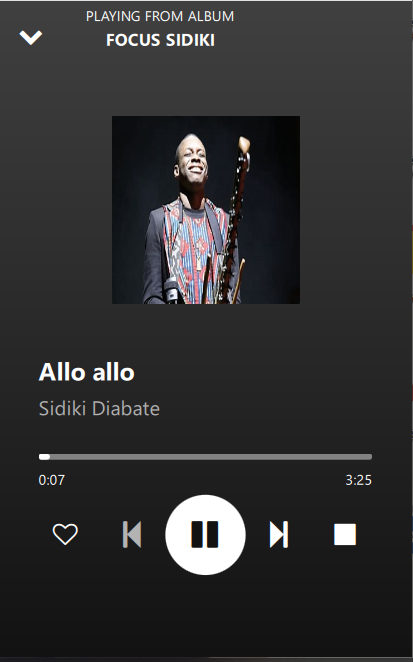 PLAYING FROM ALBUM
FOCUS SIDIKI
Allo allo
Sidiki Diabate
0:07 3:25